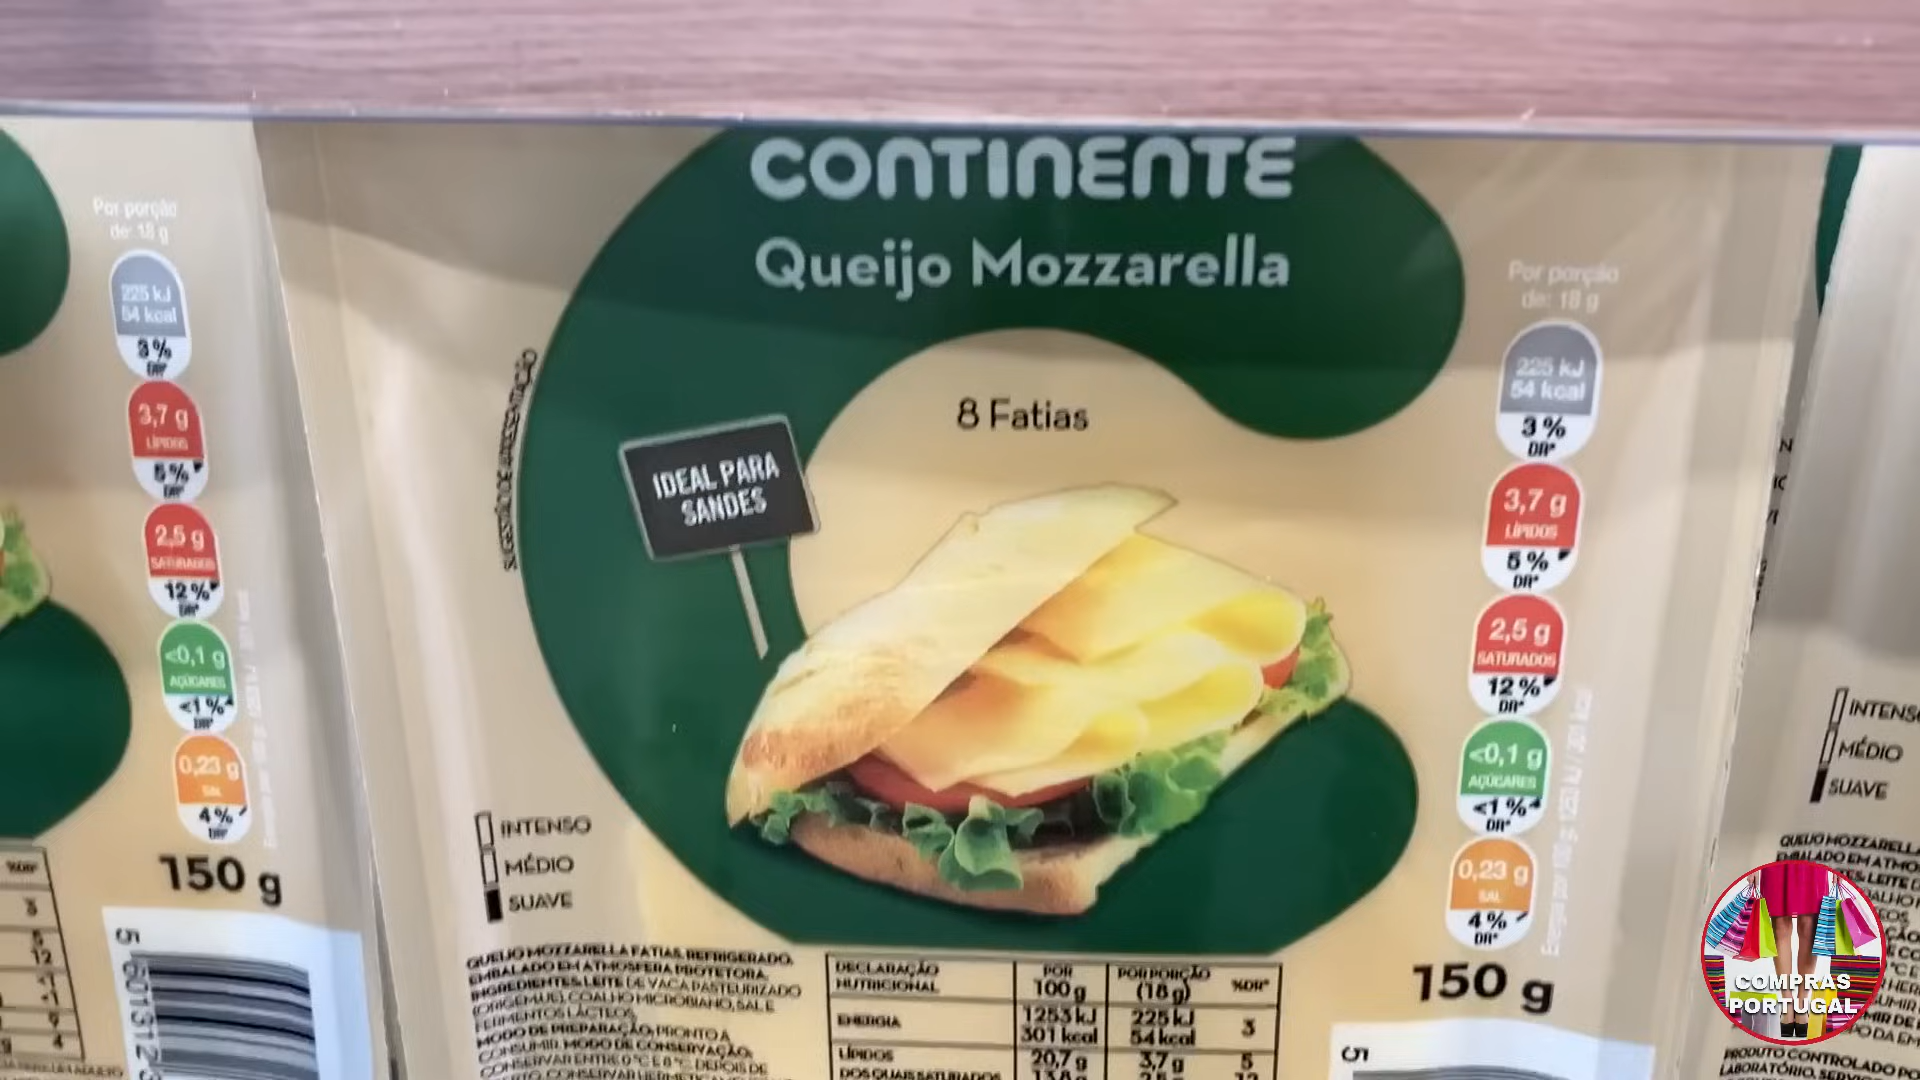 CONTINENTE
Queijo Mozzarella
8 Fatias
IDEAL PARA
SANDES
SUGESTÃO DE APRESENTAÇÃO
INTENSO
MÉDIO
SUAVE
Por porção
de: 18 g
225 kJ
54 kcal
3%
DR*
3,7 g
LÍPIDOS
5%
DR*
2,5 g
SATURADOS
12%
DR*
<0,1 g
AÇÚCARES
<1%
DR*
0,23 g
SAL
4%
DR*
150 g
QUEIJO MOZZARELLA FATIAS, REFRIGERADO.
EMBALADO EM ATMOSFERA PROTETORA.
INGREDIENTES: LEITE DE VACA PASTEURIZADO
(ORIGEM: UE), COALHO MICROBIANO, SAL E
FERMENTOS LÁCTEOS.
MODO DE PREPARAÇÃO: PRONTO A
CONSUMIR. MODO DE CONSERVAÇÃO:
CONSERVAR ENTRE 0°C E 8°C. DEPOIS DE
DECLARAÇÃO NUTRICIONAL POR 100 g POR PORÇÃO (18 g) %DR*
ENERGIA 1253 kJ 301 kcal 225 kJ 54 kcal 3
LÍPIDOS 20,7 g 3,7 g 5
DOS QUAIS SATURADOS 12
Por porção
de: 18 g
225 kJ
54 kcal
3%
DR*
3,7 g
LÍPIDOS
5%
DR*
2,5 g
SATURADOS
12%
DR*
<0,1 g
AÇÚCARES
<1%
DR*
0,23 g
SAL
4%
DR*
150 g
INTENSO
MÉDIO
SUAVE
QUEIJO MOZZARELLA
COMPRAS
PORTUGAL